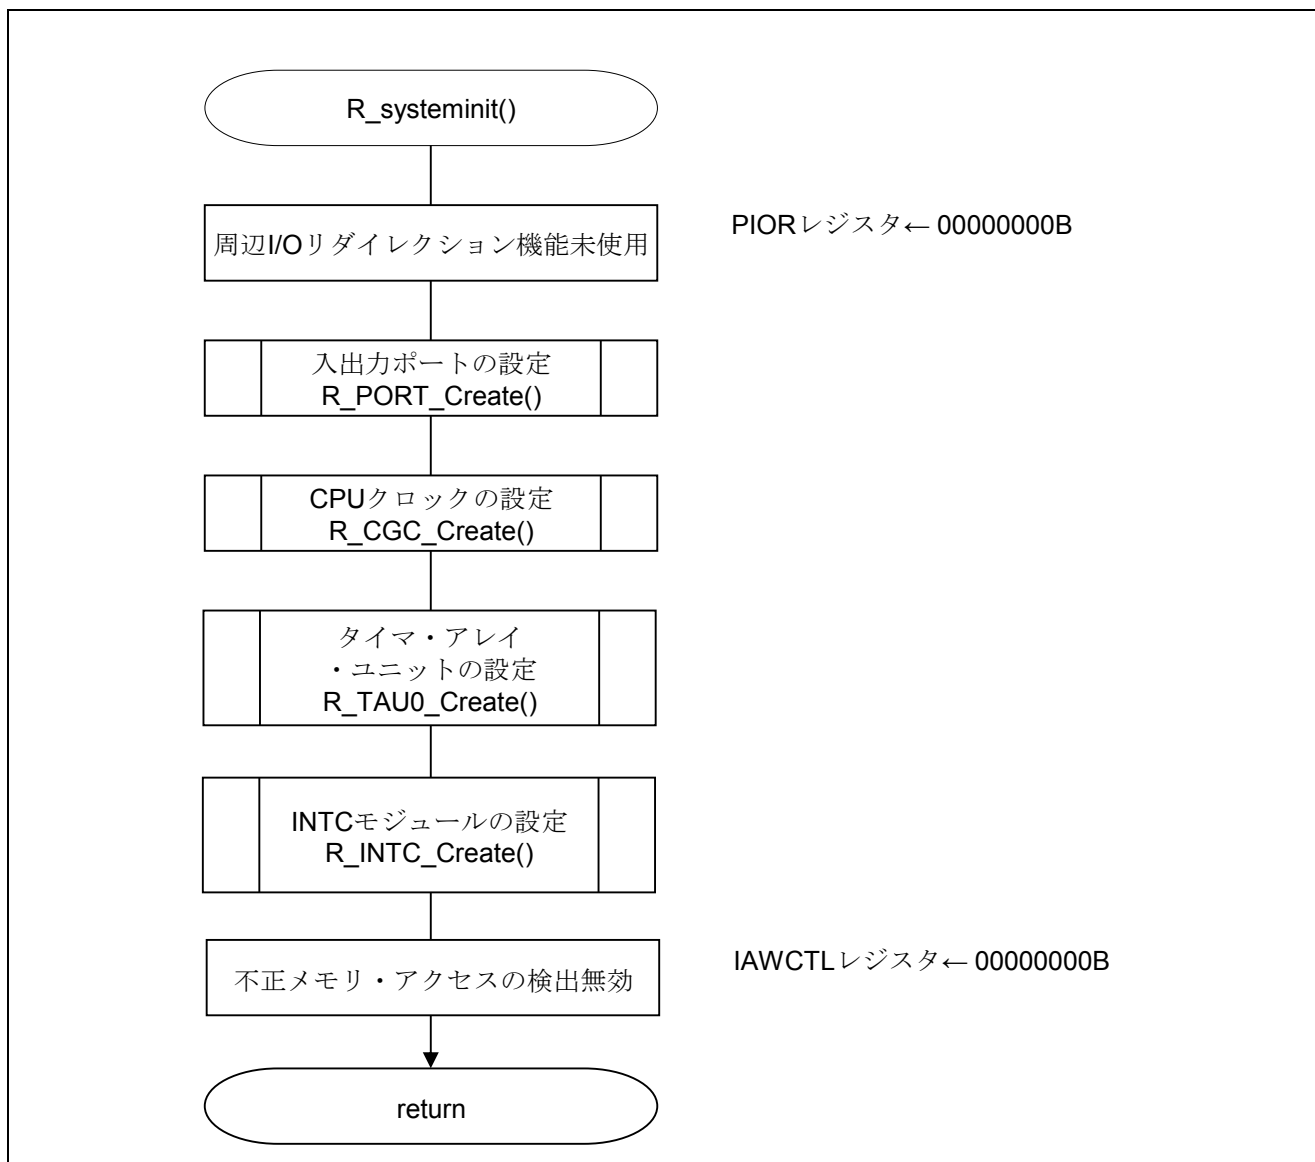 R_systeminit()
周辺I/Oリダイレクション機能未使用
PIORレジスタ← 00000000B
入出力ポートの設定
R_PORT_Create()
CPUクロックの設定
R_CGC_Create()
タイマ・アレイ
・ユニットの設定
R_TAU0_Create()
INTCモジュールの設定
R_INTC_Create()
不正メモリ・アクセスの検出無効
IAWCTLレジスタ← 00000000B
return